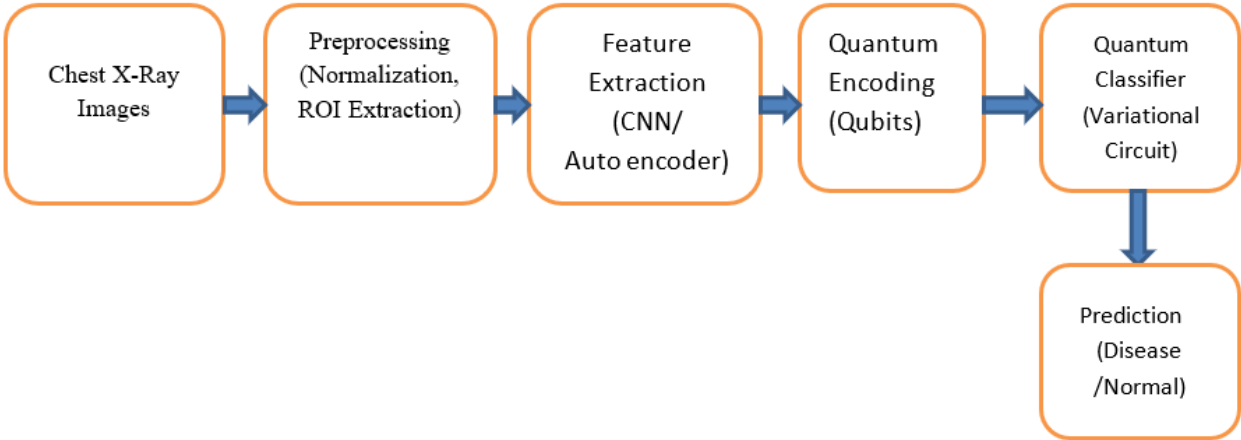 Chest X-Ray
Images
Preprocessing
(Normalization,
ROI Extraction)
Feature
Extraction
(CNN/
Auto encoder)
Quantum
Encoding
(Qubits)
Quantum
Classifier
(Variational
Circuit)
Prediction
(Disease
/Normal)